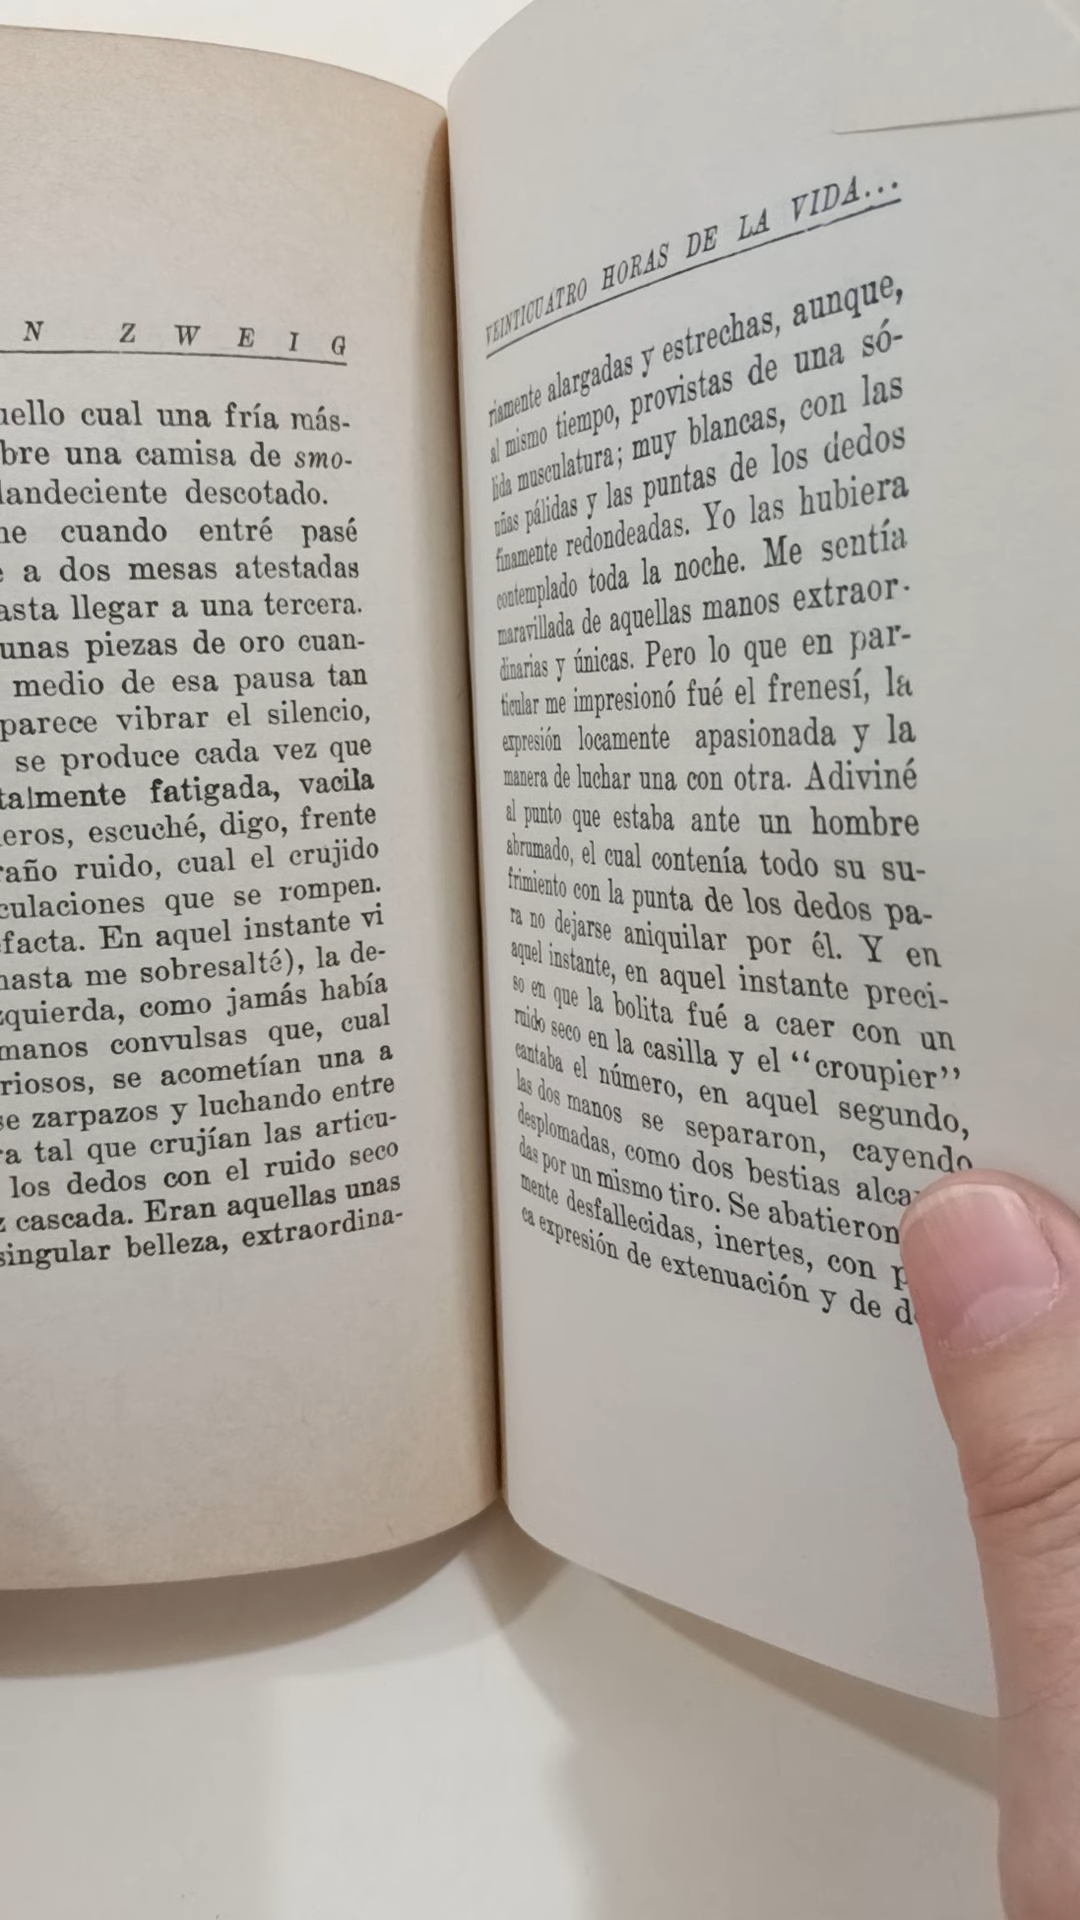 N ZWEIG
uello cual una fría más-
bre una camisa de smo-
landeciente descotado.
ne cuando entré pasé
e a dos mesas atestadas
asta llegar a una tercera.
unas piezas de oro cuan-
medio de esa pausa tan
parece vibrar el silencio,
se produce cada vez que
talmente fatigada, vacila
eros, escuché, digo, frente
raño ruido, cual el crujido
culaciones que se rompen.
efacta. En aquel instante vi
hasta me sobresalté), la de-
zquierda, como jamás había
manos convulsas que, cual
riosos, se acometían una a
se zarpazos y luchando entre
ra tal que crujían las articu-
los dedos con el ruido seco
z cascada. Eran aquellas unas
singular belleza, extraordina-
VEINTICUATRO HORAS DE LA VIDA...
riamente alargadas y estrechas, aunque,
al mismo tiempo, provistas de una só-
lida musculatura; muy blancas, con las
uñas pálidas y las puntas de los dedos
finamente redondeadas. Yo las hubiera
contemplado toda la noche. Me sentía
maravillada de aquellas manos extraor-
dinarias y únicas. Pero lo que en par-
ticular me impresionó fué el frenesí, la
expresión locamente apasionada y la
manera de luchar una con otra. Adiviné
al punto que estaba ante un hombre
abrumado, el cual contenía todo su su-
frimiento con la punta de los dedos pa-
ra no dejarse aniquilar por él. Y en
aquel instante, en aquel instante preci-
so en que la bolita fué a caer con un
ruido seco en la casilla y el "croupier"
cantaba el número, en aquel segundo,
las dos manos se separaron, cayendo
desplomadas, como dos bestias alca
das por un mismo tiro. Se abatieron
mente desfallecidas, inertes, con p
ca expresión de extenuación y de d